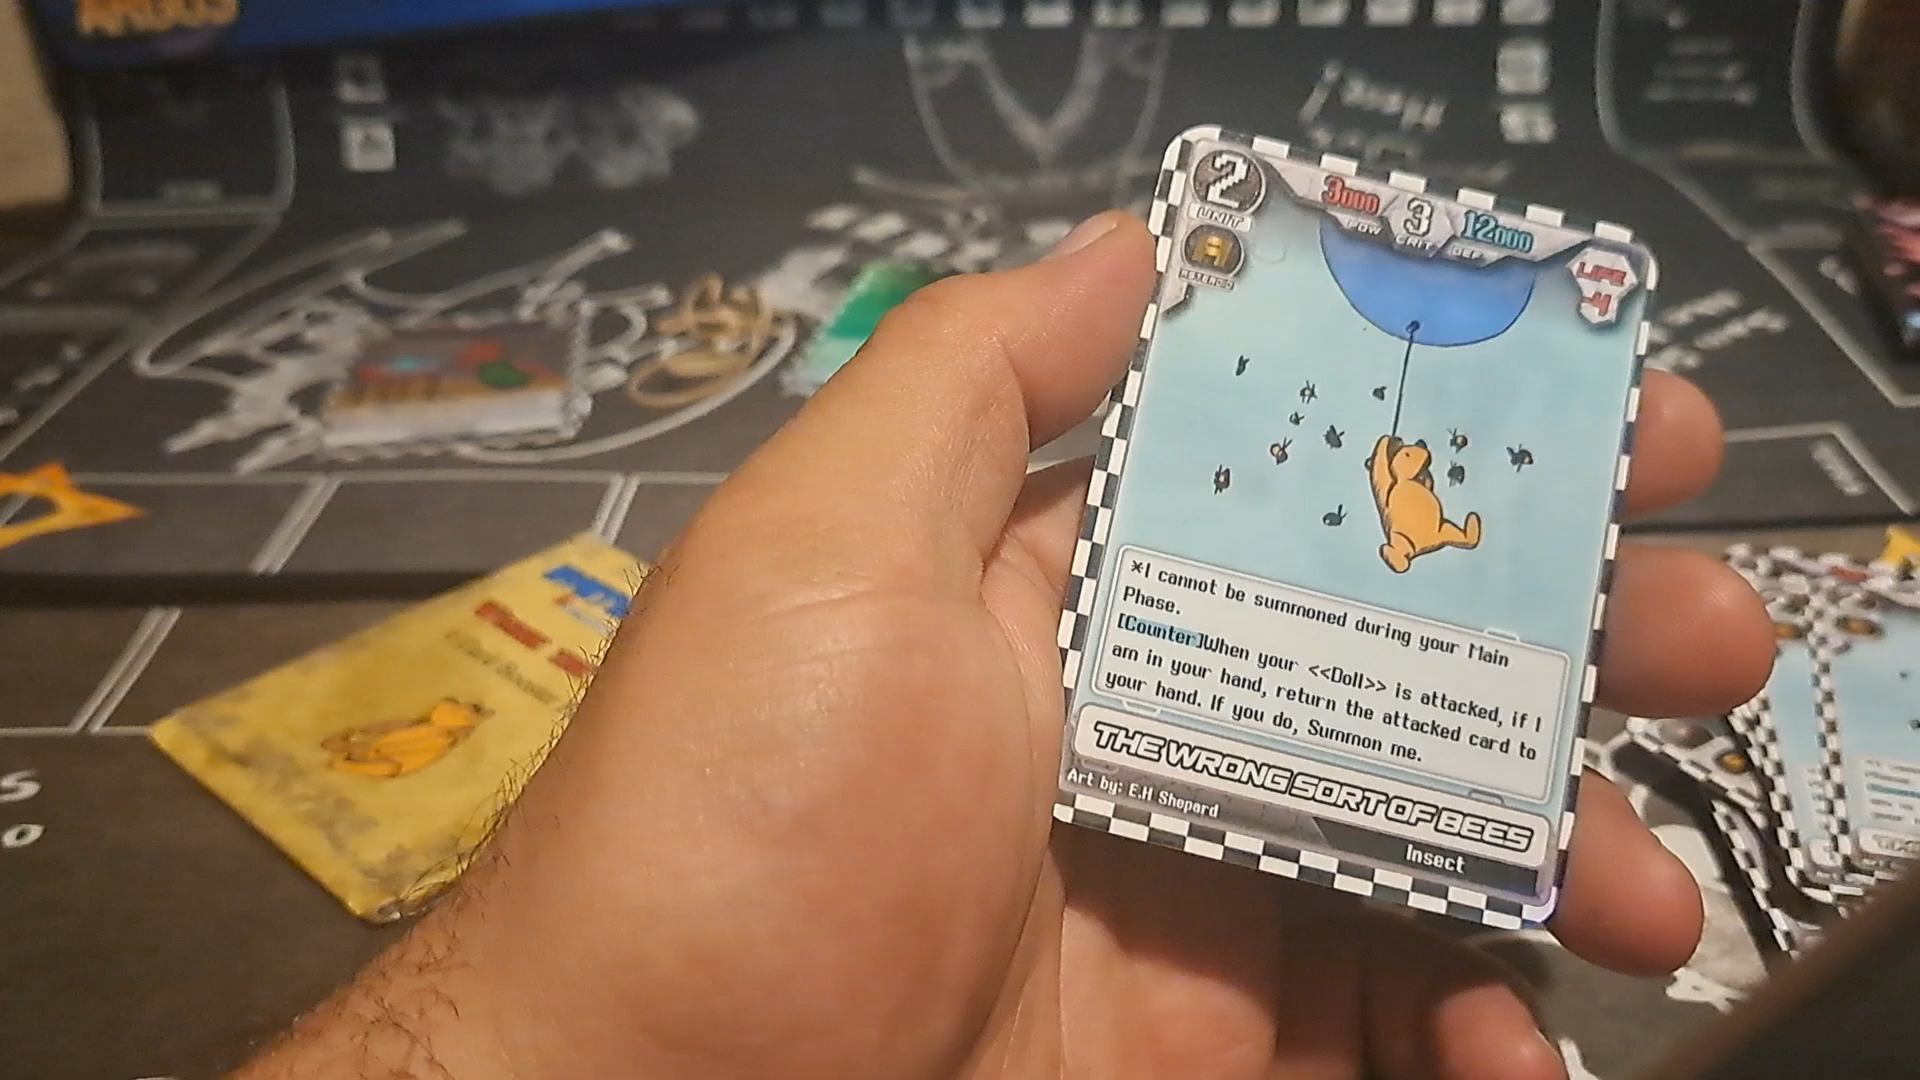 ARGOS
2
UNIT
ASTEROID
3000
POW
3
CRIT
12000
DEF
LIFE
-4
*I cannot be summoned during your Main
Phase.
[Counter]When your <<Doll>> is attacked, if I
am in your hand, return the attacked card to
your hand. If you do, Summon me.
THE WRONG SORT OF BEES
Art by: E.H Shepard
Insect